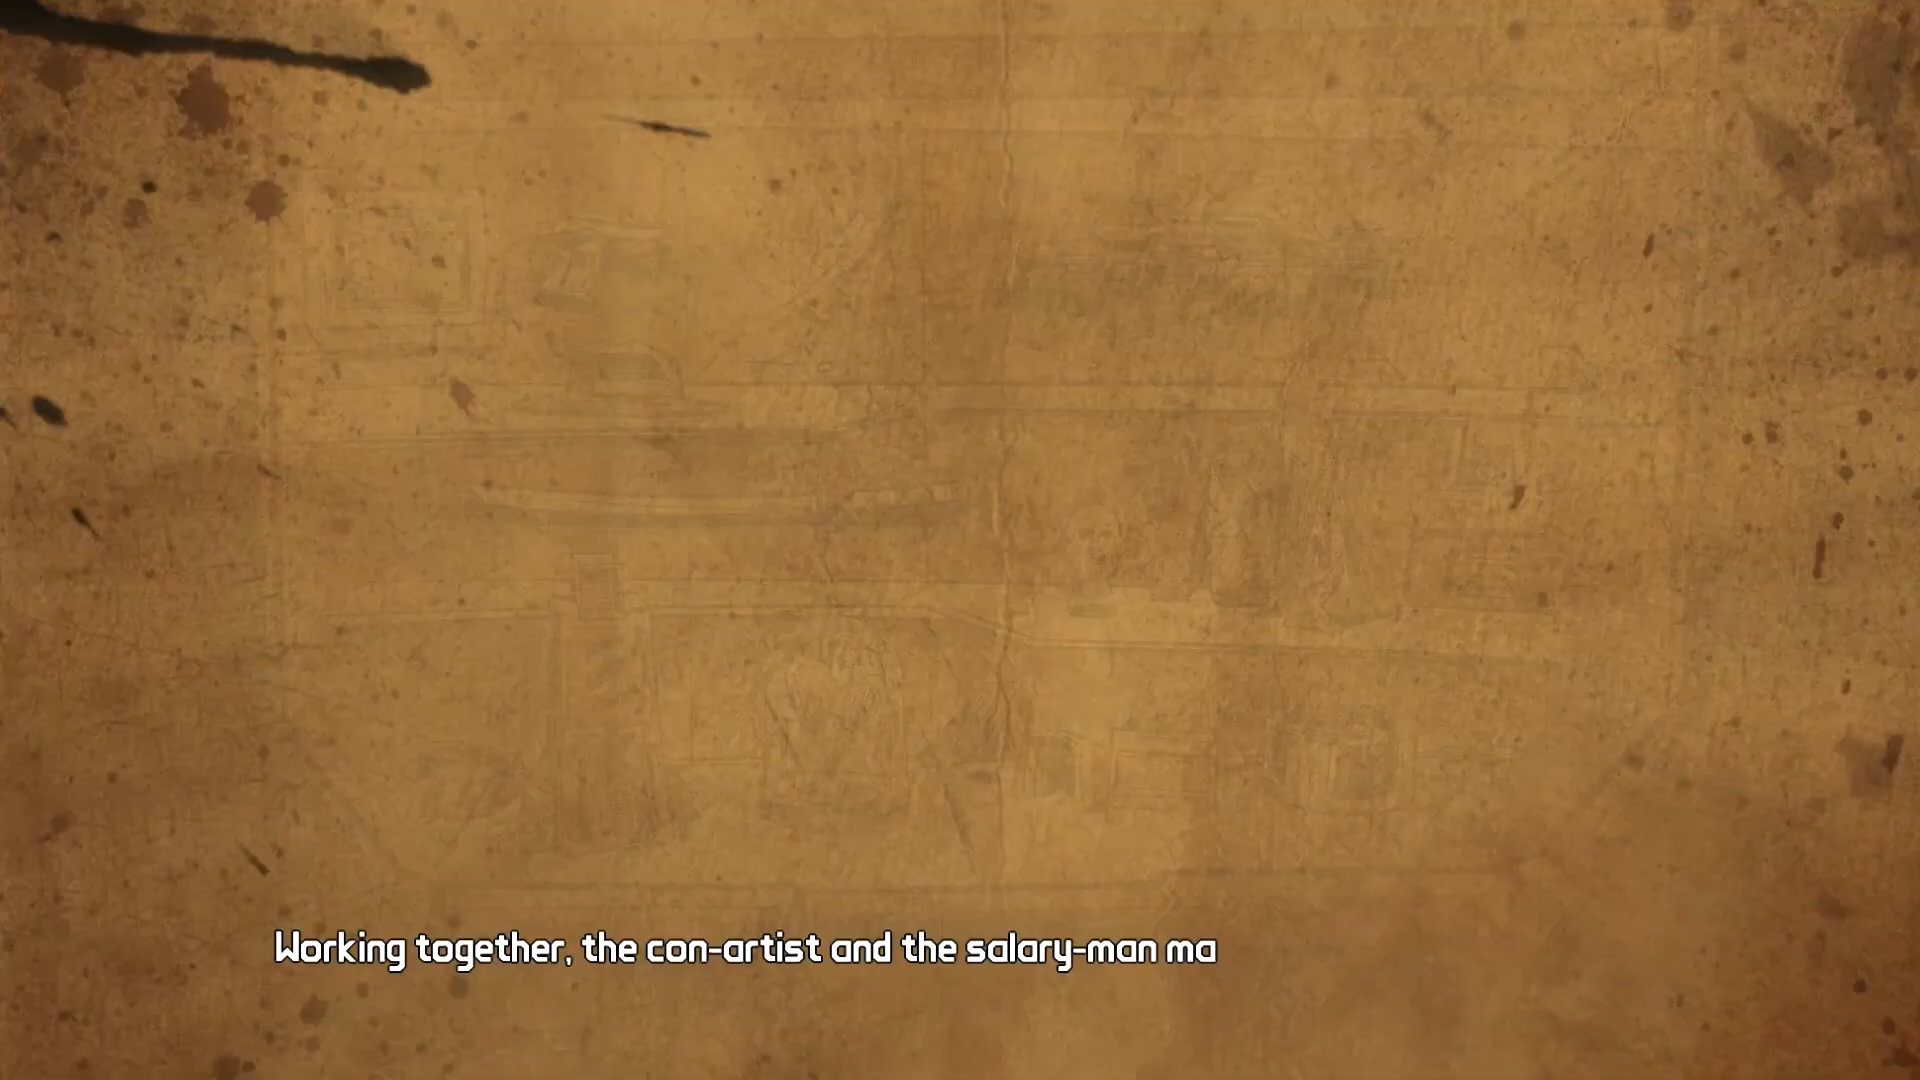 Working together, the con-artist and the salary-man ma